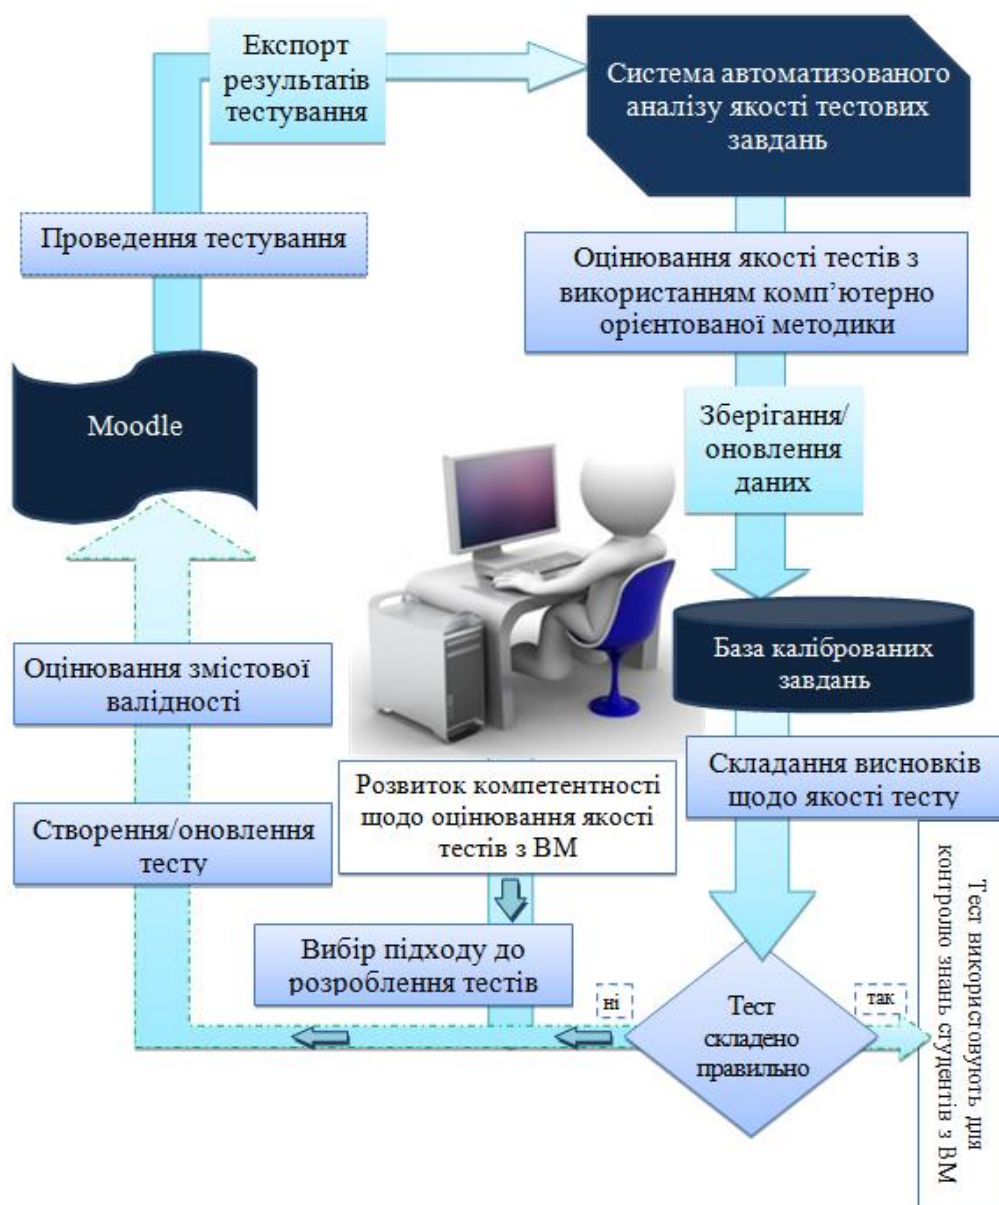 Експорт
результатів
тестування
Система автоматизованого
аналізу якості тестових
завдань
Проведення тестування
Оцінювання якості тестів з
використанням комп’ютерно
орієнтованої методики
Moodle
Зберігання/
оновлення
даних
База каліброваних
завдань
Оцінювання змістової
валідності
Складання висновків
щодо якості тесту
Розвиток компетентності
щодо оцінювання якості
тестів з ВМ
Створення/оновлення
тесту
Вибір підходу до
розроблення тестів
ні
так
Тест
складено
правильно
Тест використовують для
контролю знань студентів з ВМ